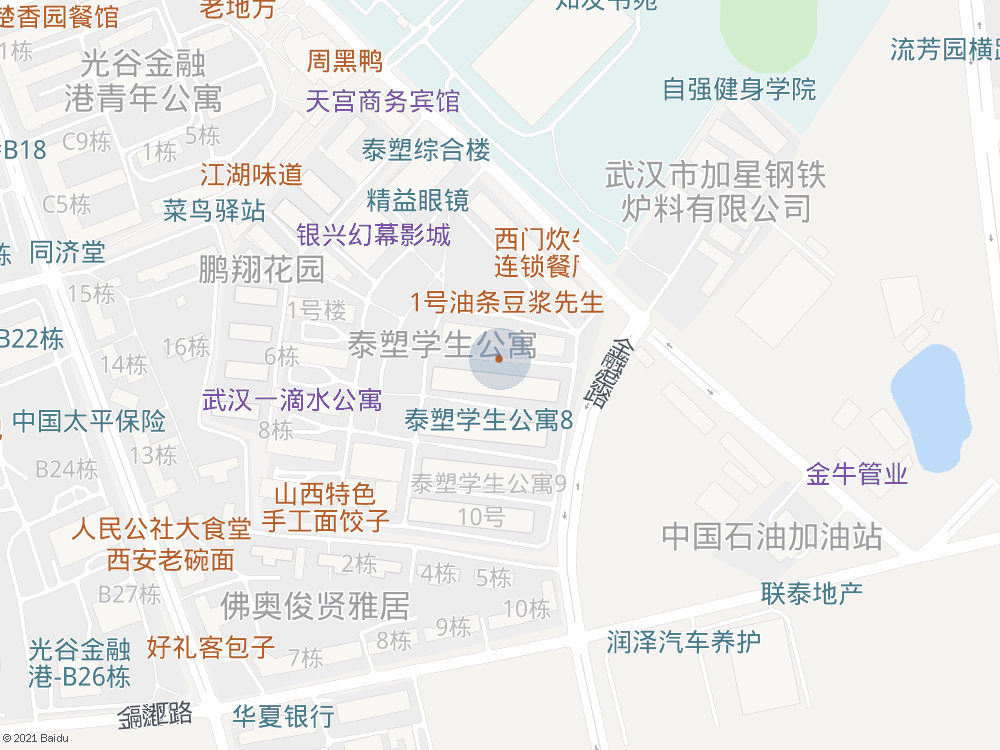 楚香园餐馆
老地方
知友书苑
1栋
光谷金融
港青年公寓
周黑鸭
流芳园横路
天宫商务宾馆
自强健身学院
C9栋
5栋
B18
1栋
泰塑综合楼
江湖味道
武汉市加星钢铁
炉料有限公司
C5栋
菜鸟驿站
精益眼镜
银兴幻幕影城
西门炊
连锁餐
栋
同济堂
鹏翔花园
15栋
1号楼
1号油条豆浆先生
B22栋
16栋
6栋
泰塑学生公寓
14栋
金融港路
武汉一滴水公寓
中国太平保险
8栋
泰塑学生公寓8
13栋
B24栋
金牛管业
泰塑学生公寓9
山西特色
手工面饺子
10号
人民公社大食堂
西安老碗面
中国石油加油站
2栋
4栋
5栋
B27栋
佛奥俊贤雅居
10栋
联泰地产
9栋
8栋
光谷金融
港-B26栋
好礼客包子
7栋
润泽汽车养护
华夏银行
© 2021 Baidu